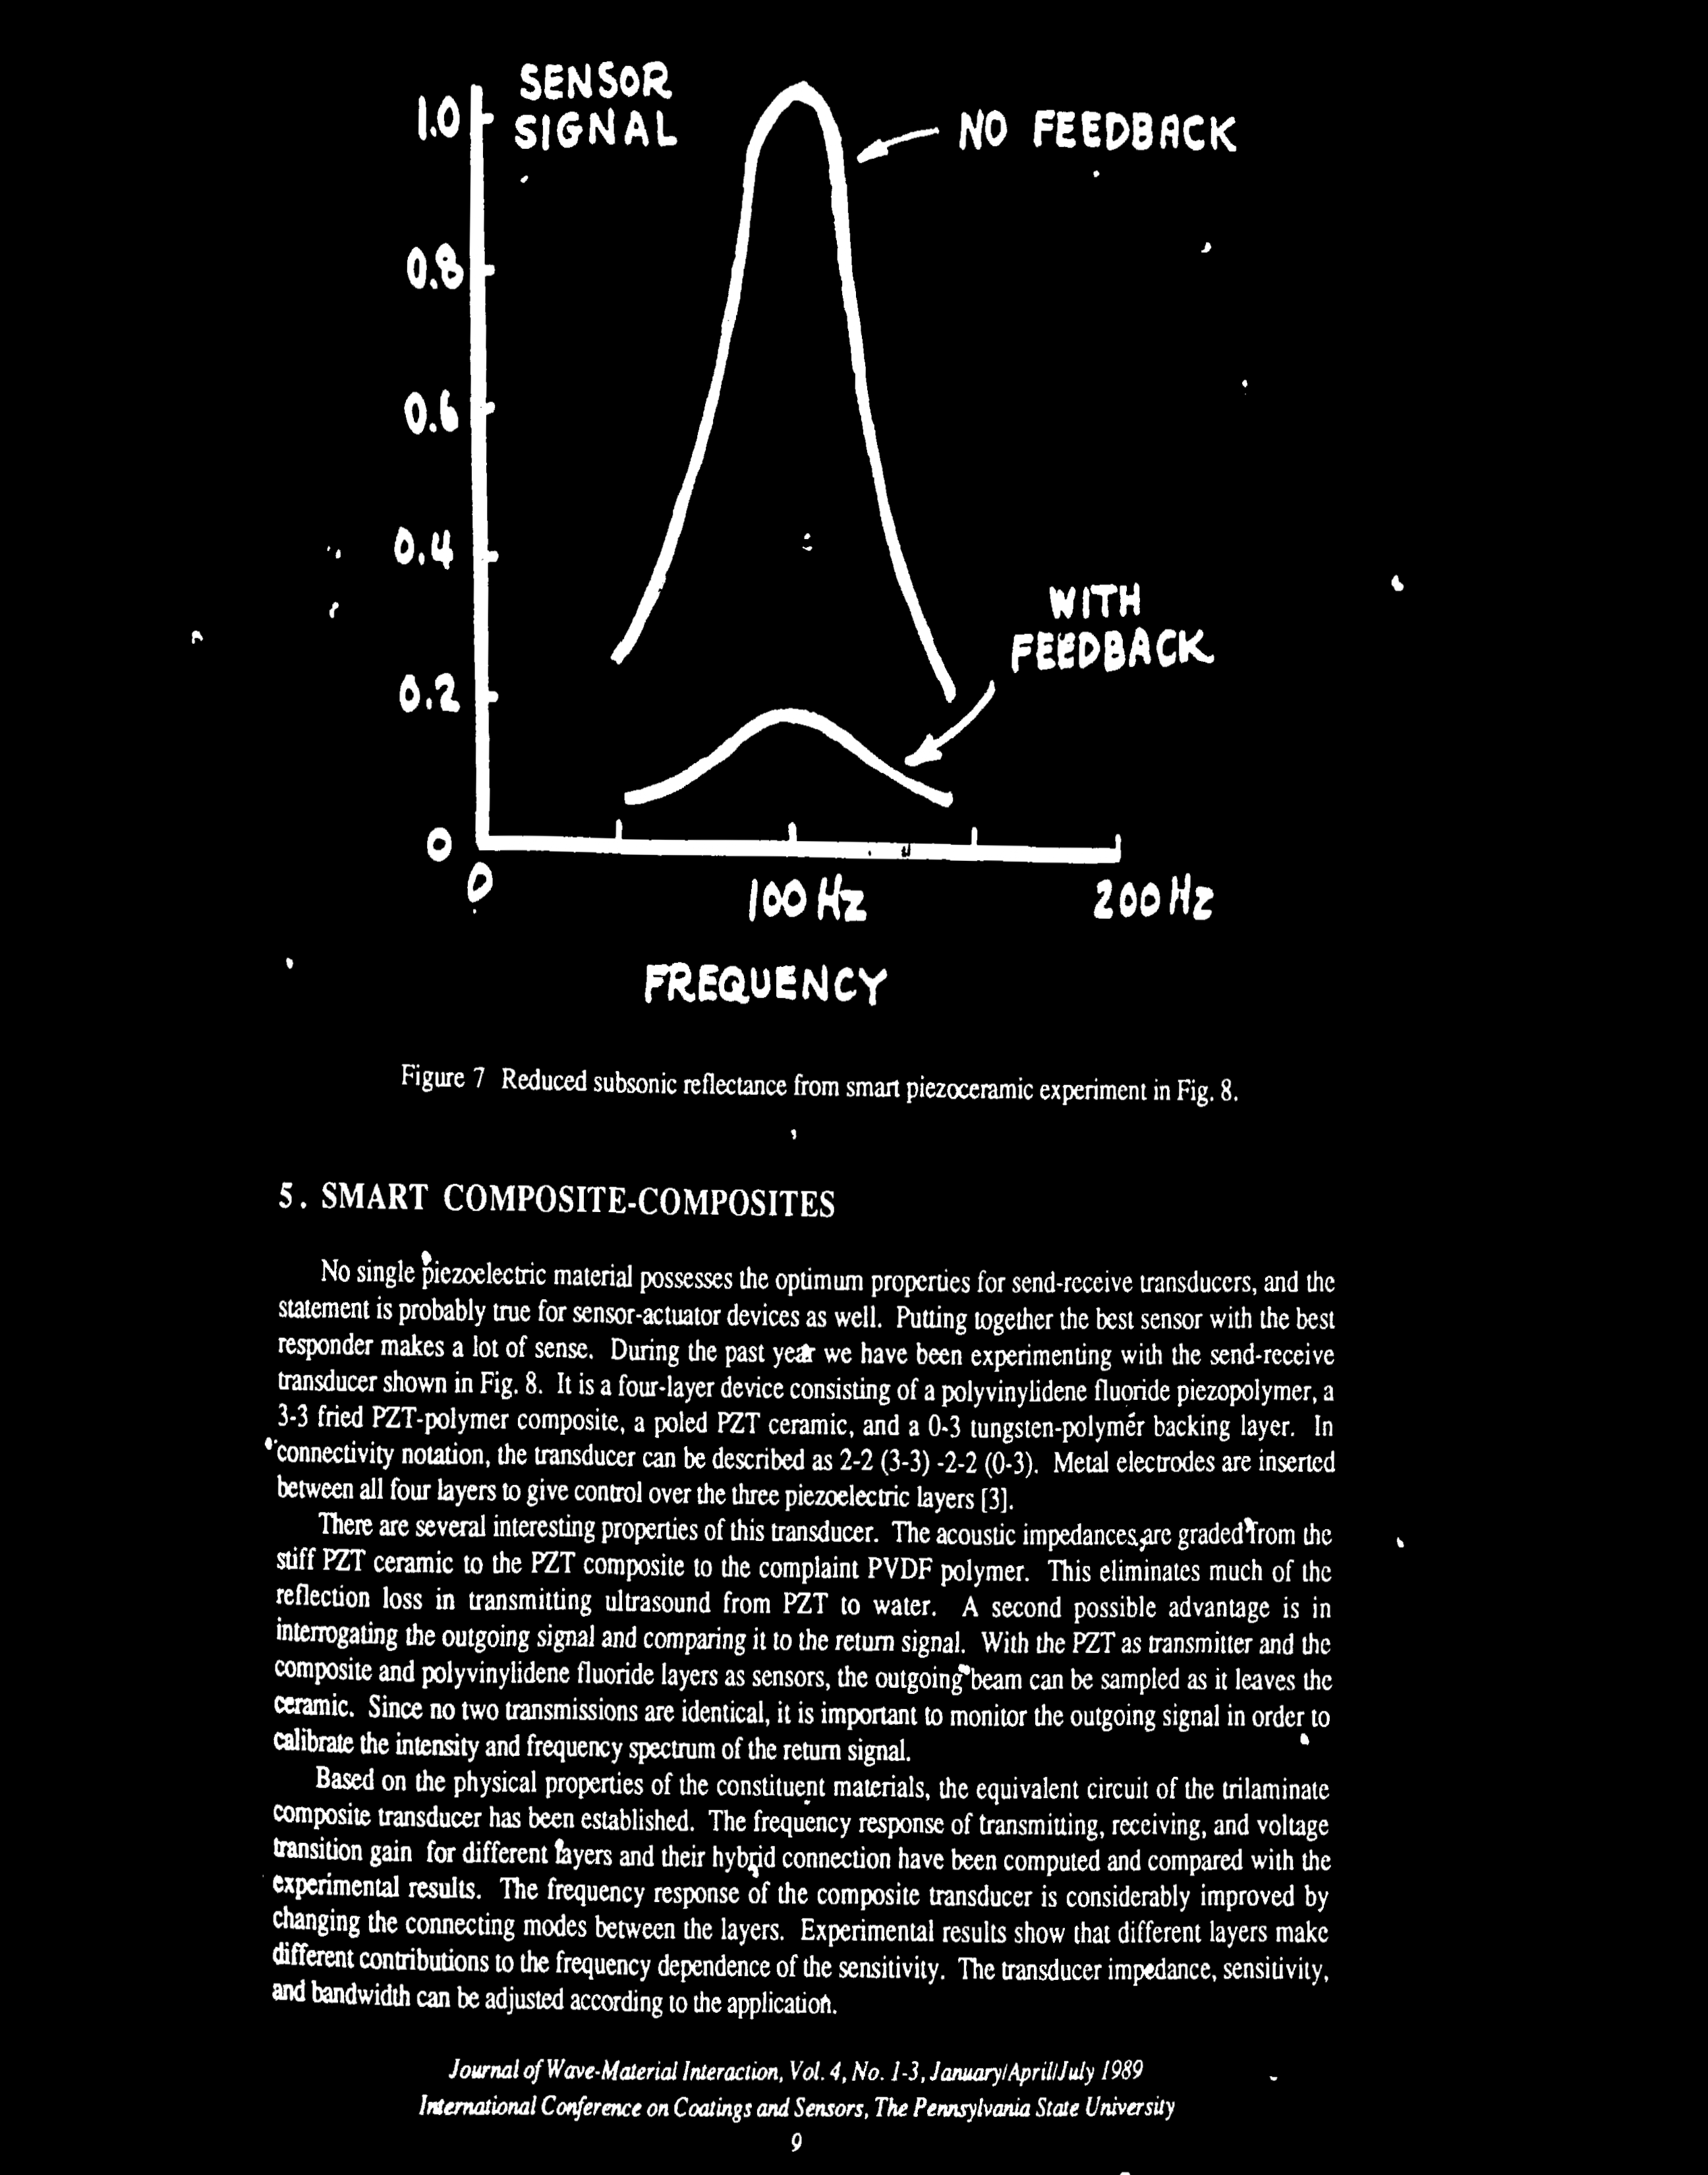 SENSOR
SIGNAL
1.0
NO FEEDBACK
0.8
0.6
0.4
WITH
FEEDBACK
0.2
0
0
100 Hz
200 Hz
FREQUENCY
Figure 7 Reduced subsonic reflectance from smart piezoceramic experiment in Fig. 8.
5. SMART COMPOSITE-COMPOSITES
No single piezoelectric material possesses the optimum properties for send-receive transducers, and the
statement is probably true for sensor-actuator devices as well. Putting together the best sensor with the best
responder makes a lot of sense. During the past year we have been experimenting with the send-receive
transducer shown in Fig. 8. It is a four-layer device consisting of a polyvinylidene fluoride piezopolymer, a
3-3 fried PZT-polymer composite, a poled PZT ceramic, and a 0-3 tungsten-polymer backing layer. In
connectivity notation, the transducer can be described as 2-2 (3-3) -2-2 (0-3). Metal electrodes are inserted
between all four layers to give control over the three piezoelectric layers [3].
There are several interesting properties of this transducer. The acoustic impedances are graded from the
stiff PZT ceramic to the PZT composite to the complaint PVDF polymer. This eliminates much of the
reflection loss in transmitting ultrasound from PZT to water. A second possible advantage is in
interrogating the outgoing signal and comparing it to the return signal. With the PZT as transmitter and the
composite and polyvinylidene fluoride layers as sensors, the outgoing beam can be sampled as it leaves the
ceramic. Since no two transmissions are identical, it is important to monitor the outgoing signal in order to
calibrate the intensity and frequency spectrum of the return signal.
Based on the physical properties of the constituent materials, the equivalent circuit of the trilaminate
composite transducer has been established. The frequency response of transmitting, receiving, and voltage
transition gain for different layers and their hybrid connection have been computed and compared with the
experimental results. The frequency response of the composite transducer is considerably improved by
changing the connecting modes between the layers. Experimental results show that different layers make
different contributions to the frequency dependence of the sensitivity. The transducer impedance, sensitivity,
and bandwidth can be adjusted according to the application.
Journal of Wave-Material Interaction, Vol. 4, No. 1-3, January/April/July 1989
International Conference on Coatings and Sensors, The Pennsylvania State University
9